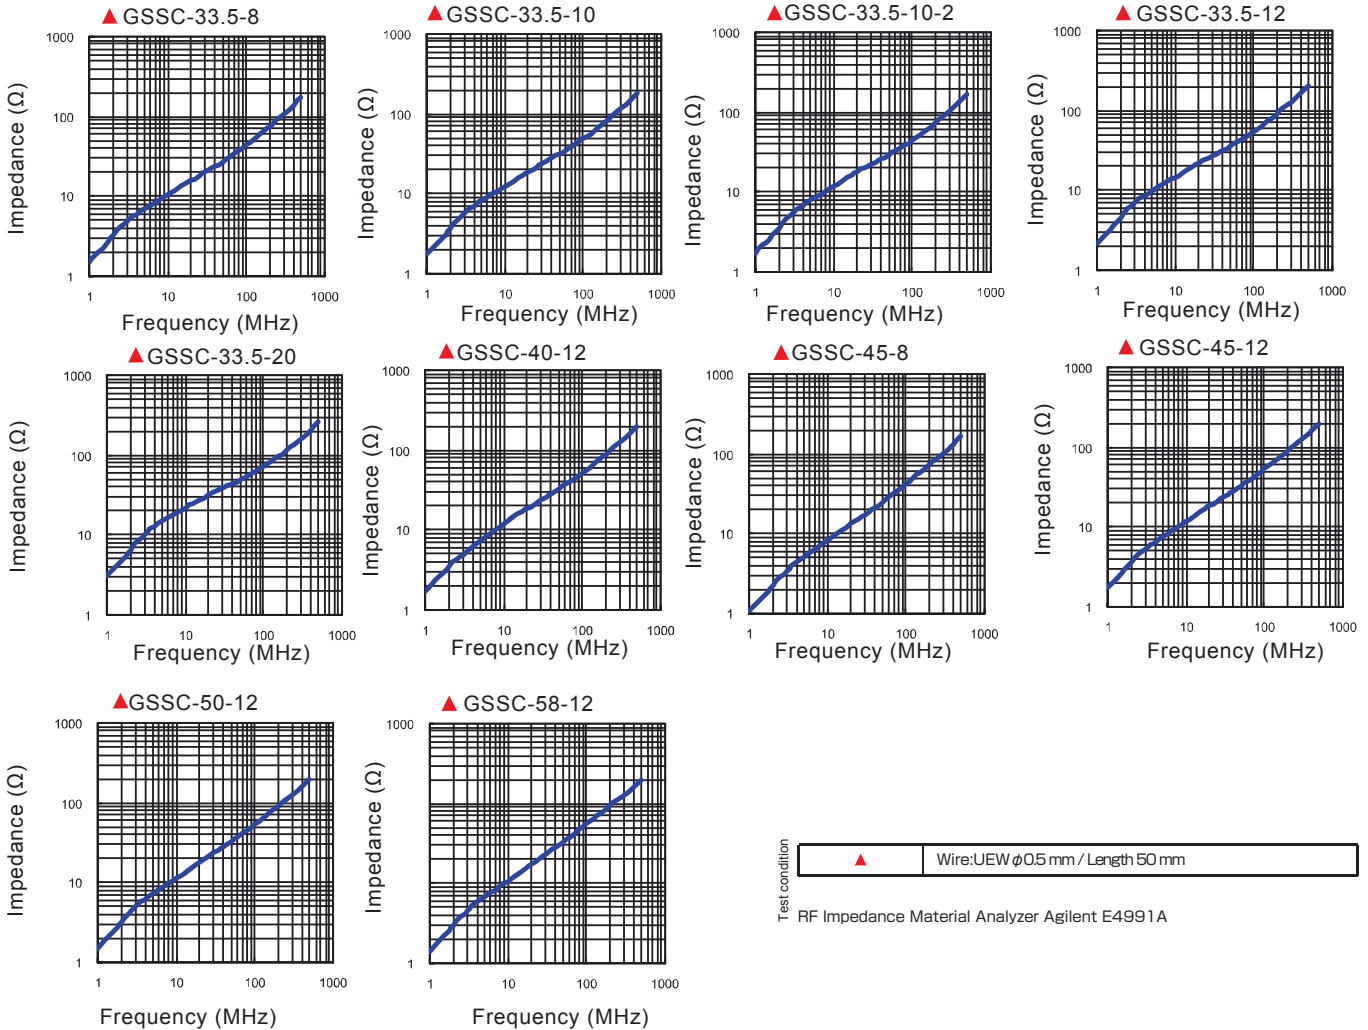 ▲ GSSC-33.5-8
1000
100
10
1
Impedance (Ω)
1 10 100 1000
Frequency (MHz)
▲ GSSC-33.5-10
1000
100
10
1
Impedance (Ω)
1 10 100 1000
Frequency (MHz)
▲GSSC-33.5-10-2
1000
100
10
1
Impedance (Ω)
1 10 100 1000
Frequency (MHz)
▲ GSSC-33.5-12
1000
100
10
1
Impedance (Ω)
1 10 100 1000
Frequency (MHz)
▲GSSC-33.5-20
1000
100
10
1
Impedance (Ω)
1 10 100 1000
Frequency (MHz)
▲ GSSC-40-12
1000
100
10
1
Impedance (Ω)
1 10 100 1000
Frequency (MHz)
▲GSSC-45-8
1000
100
10
1
Impedance (Ω)
1 10 100 1000
Frequency (MHz)
▲ GSSC-45-12
1000
100
10
1
Impedance (Ω)
1 10 100 1000
Frequency (MHz)
▲GSSC-50-12
1000
100
10
1
Impedance (Ω)
1 10 100 1000
Frequency (MHz)
▲ GSSC-58-12
1000
100
10
1
Impedance (Ω)
1 10 100 1000
Frequency (MHz)
Test condition
▲ Wire:UEW φ0.5 mm / Length 50 mm
RF Impedance Material Analyzer Agilent E4991A